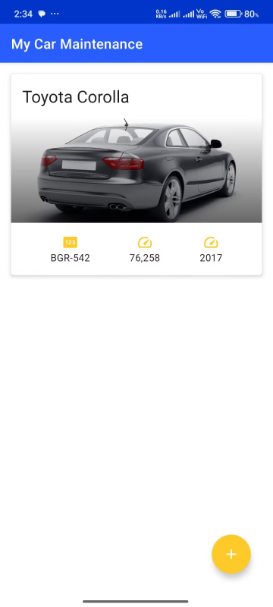 2:34 80%
My Car Maintenance
Toyota Corolla
123
BGR-542 76,258 2017
+